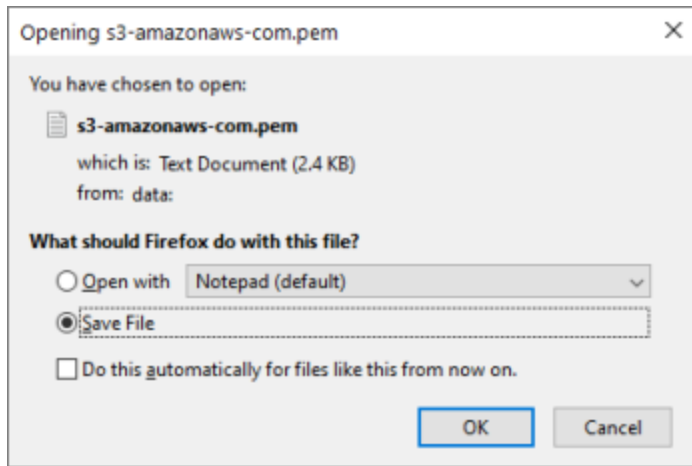 Opening s3-amazonaws-com.pem
You have chosen to open:
s3-amazonaws-com.pem
which is: Text Document (2.4 KB)
from: data:
What should Firefox do with this file?
Open with Notepad (default)
Save File
Do this automatically for files like this from now on.
OK Cancel